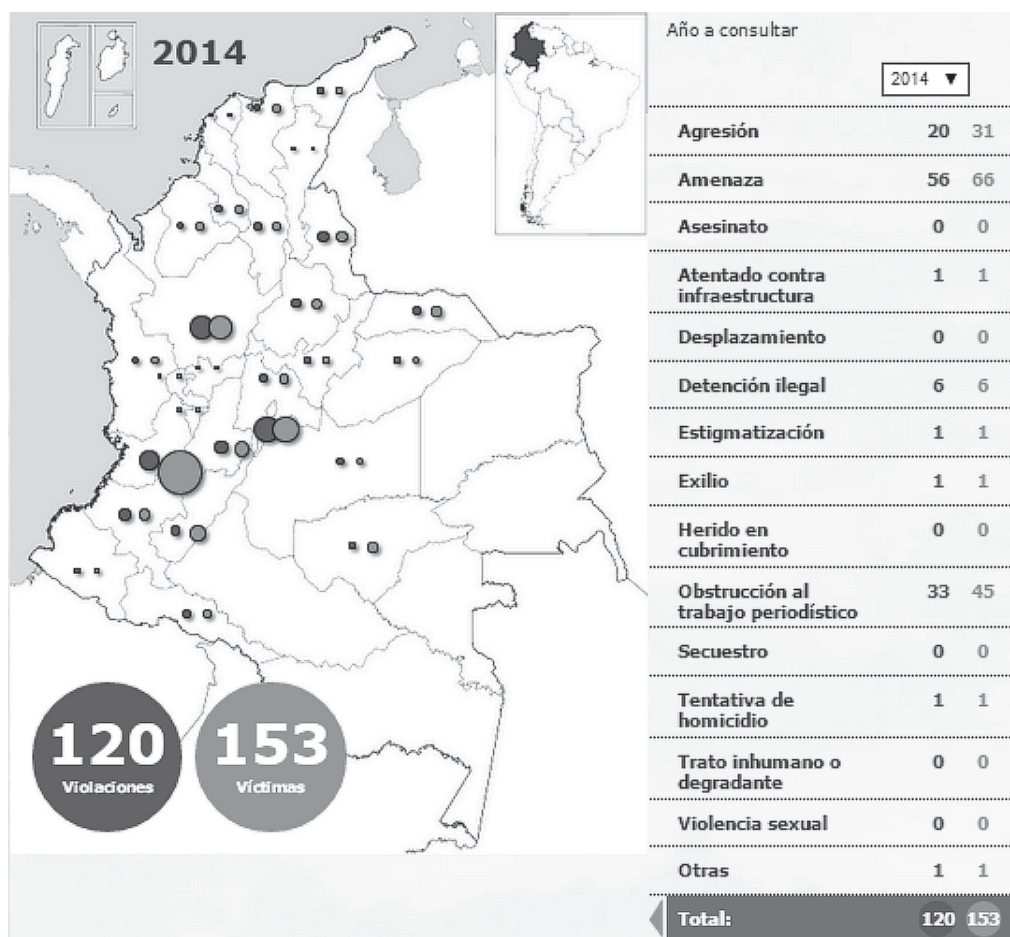 2014
120
Violaciones
153
Víctimas
Año a consultar
2014 ▼
Agresión 20 31
Amenaza 56 66
Asesinato 0 0
Atentado contra 1 1
infraestructura
Desplazamiento 0 0
Detención ilegal 6 6
Estigmatización 1 1
Exilio 1 1
Herido en 0 0
cubrimiento
Obstrucción al 33 45
trabajo periodístico
Secuestro 0 0
Tentativa de 1 1
homicidio
Trato inhumano o 0 0
degradante
Violencia sexual 0 0
Otras 1 1
Total: 120 153